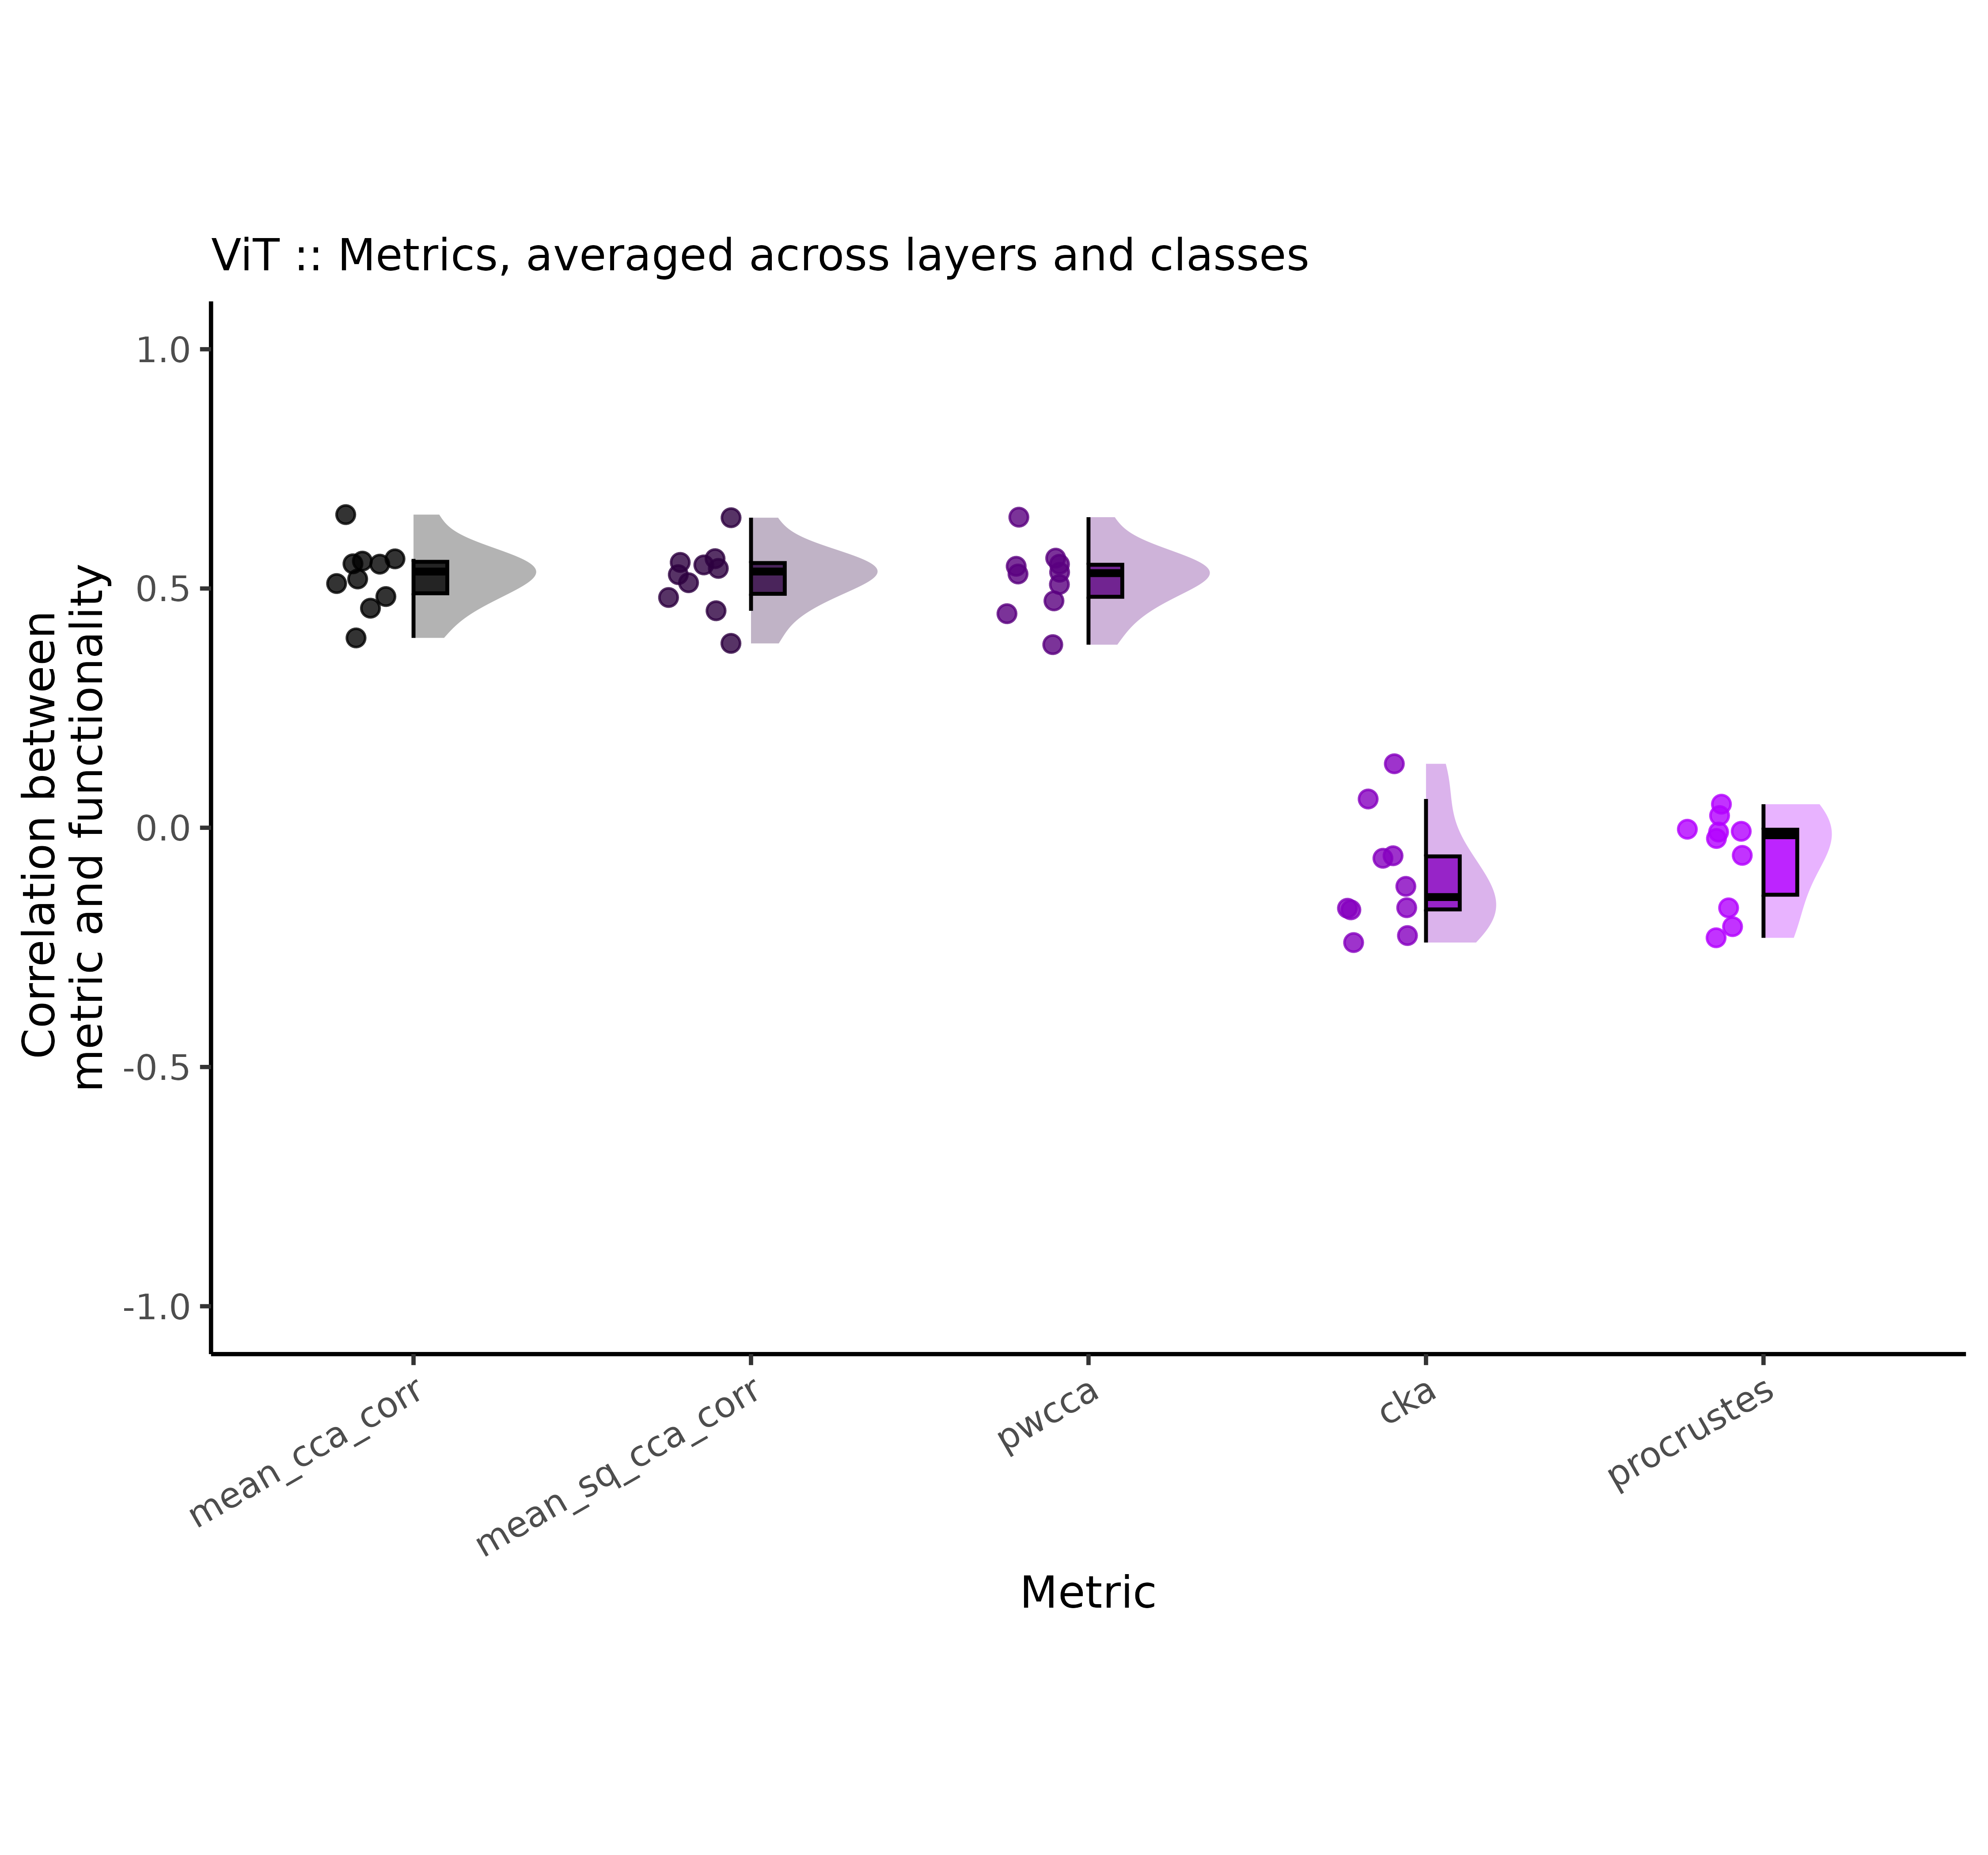 ViT :: Metrics, averaged across layers and classes
Correlation between
metric and functionality
1.0
0.5
0.0
-0.5
-1.0
mean_cca_corr
mean_sq_cca_corr
pwcca
cka
procrustes
Metric